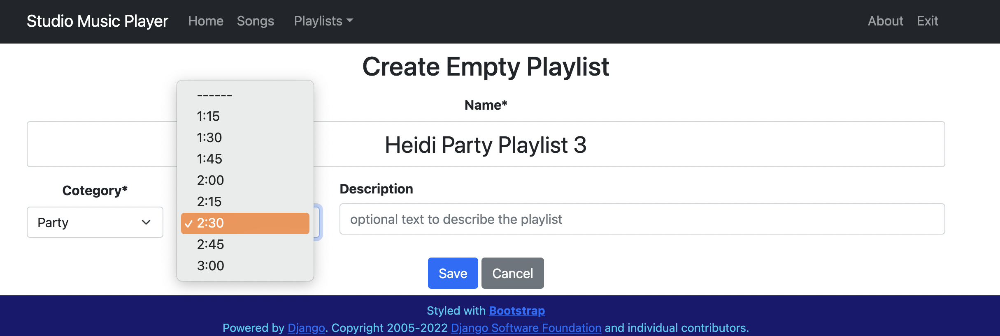 Studio Music Player Home Songs Playlists About Exit
Create Empty Playlist
Name*
Heidi Party Playlist 3
Cotegory*
Party
------
1:15
1:30
1:45
2:00
2:15
✓ 2:30
2:45
3:00
Description
optional text to describe the playlist
Save Cancel
Styled with Bootstrap
Powered by Django. Copyright 2005-2022 Django Software Foundation and individual contributors.